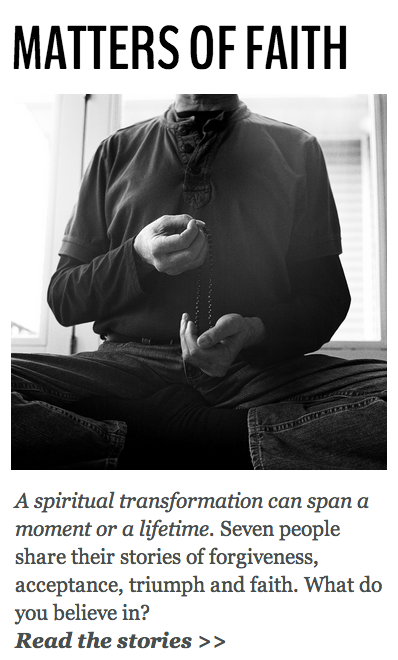 MATTERS OF FAITH
A spiritual transformation can span a
moment or a lifetime. Seven people
share their stories of forgiveness,
acceptance, triumph and faith. What do
you believe in?
Read the stories >>